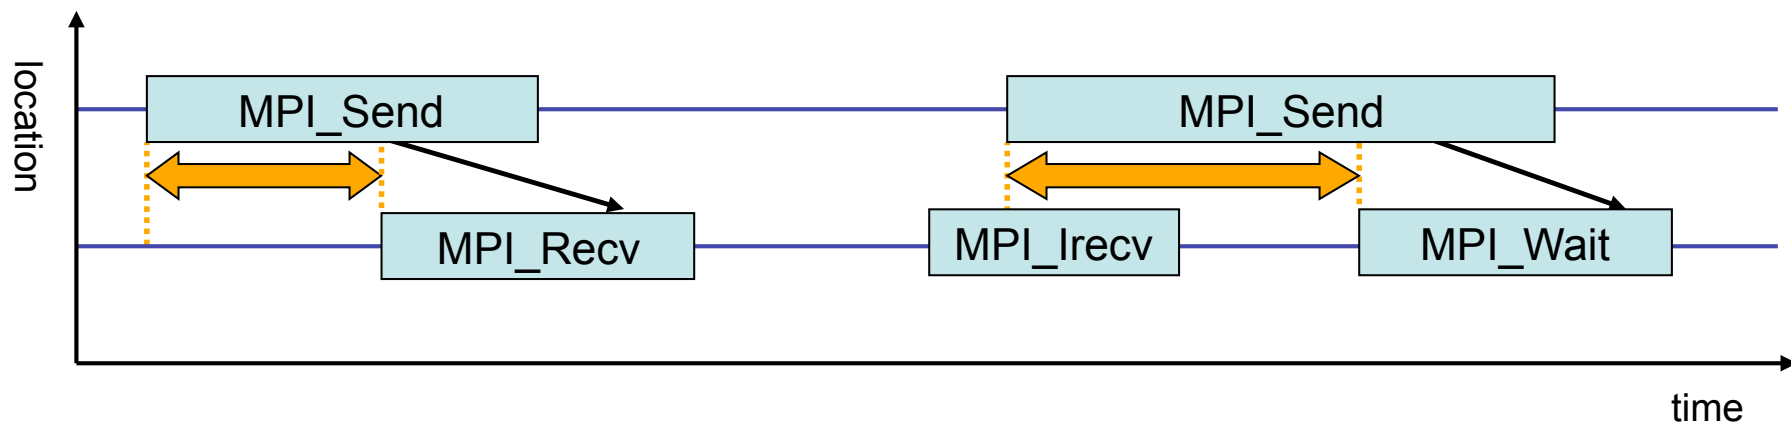 location
MPI_Send
MPI_Send
MPI_Recv
MPI_Irecv
MPI_Wait
time